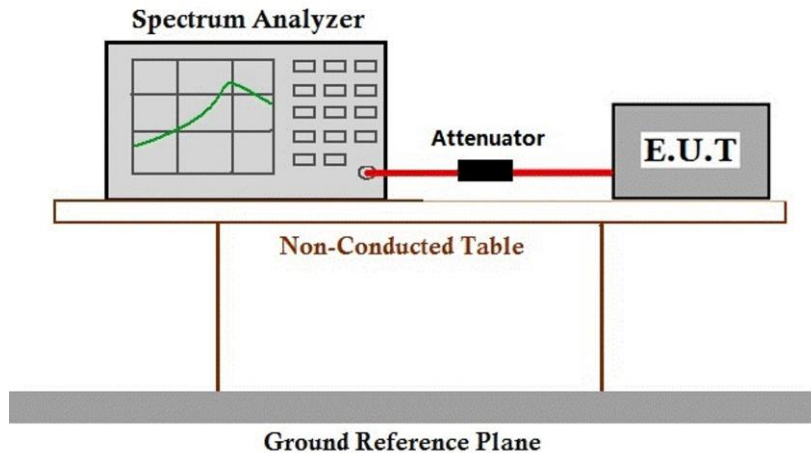 Spectrum Analyzer
Attenuator
E.U.T
Non-Conducted Table
Ground Reference Plane